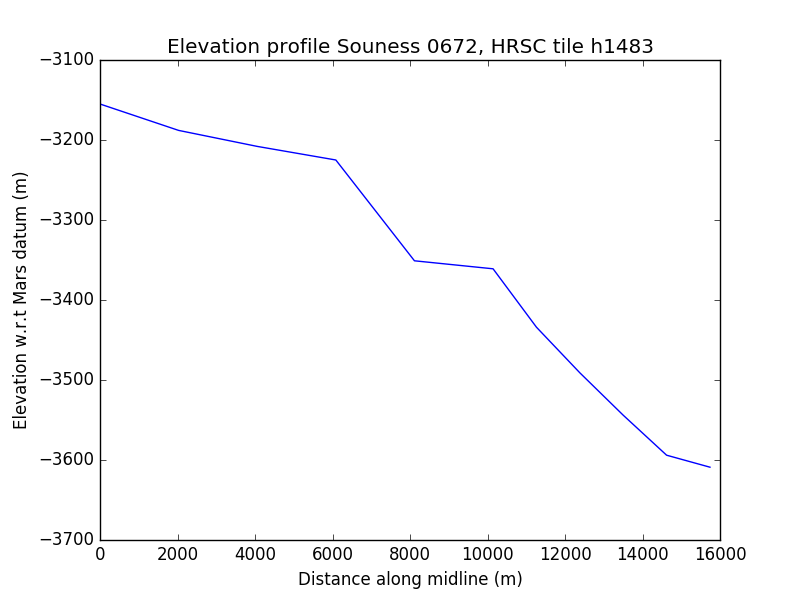 Elevation profile Souness 0672, HRSC tile h1483
−3100
−3200
−3300
−3400
−3500
−3600
−3700
Elevation w.r.t Mars datum (m)
0 2000 4000 6000 8000 10000 12000 14000 16000
Distance along midline (m)